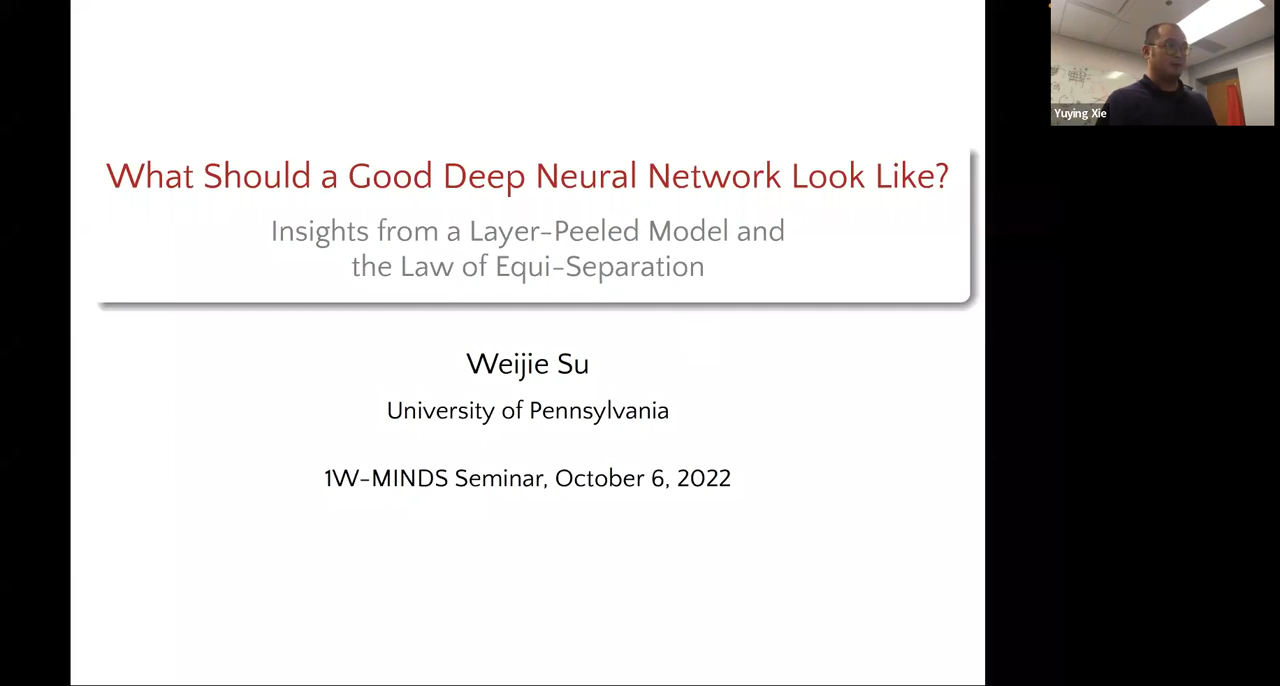 What Should a Good Deep Neural Network Look Like?
Insights from a Layer-Peeled Model and
the Law of Equi-Separation
Weijie Su
University of Pennsylvania
1W-MINDS Seminar, October 6, 2022
Yuying Xie